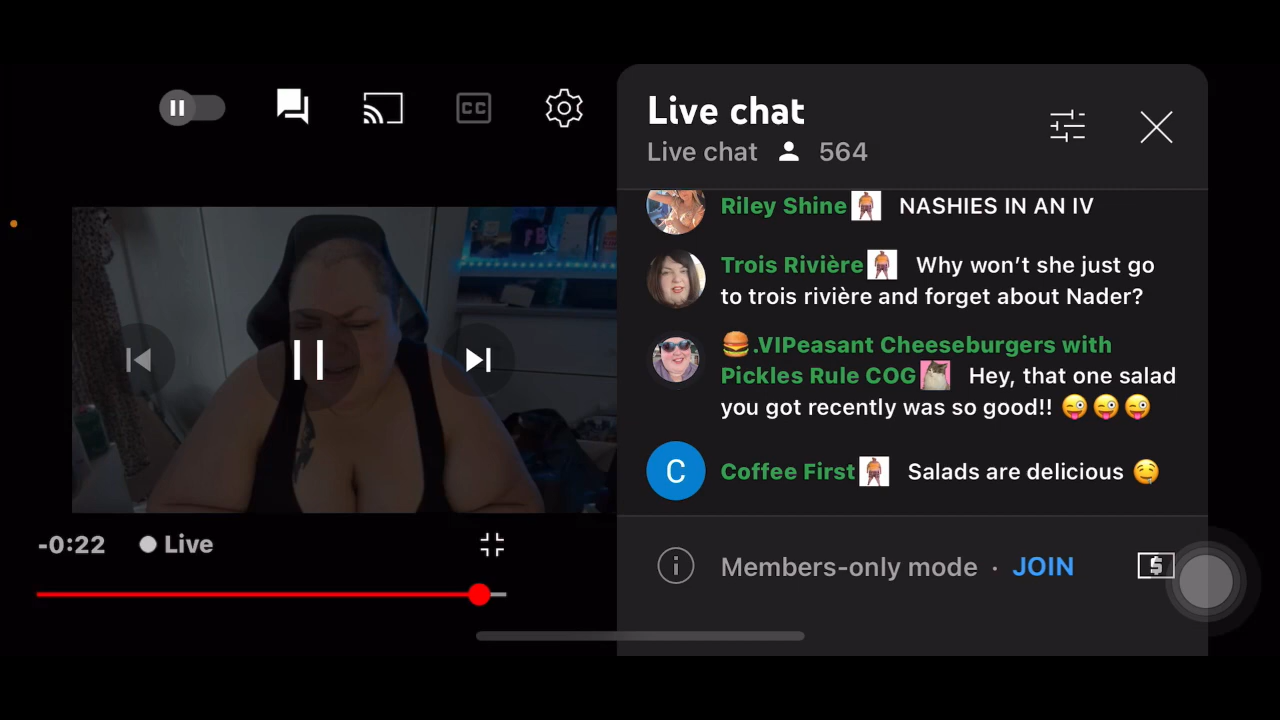 CC
Live chat
Live chat 564
Riley Shine NASHIES IN AN IV
Trois Rivière Why won’t she just go
to trois rivière and forget about Nader?
🍔.VIPeasant Cheeseburgers with
Pickles Rule COG Hey, that one salad
you got recently was so good!! 😜😜😜
C
Coffee First Salads are delicious 🤤
-0:22 Live
Members-only mode · JOIN
$